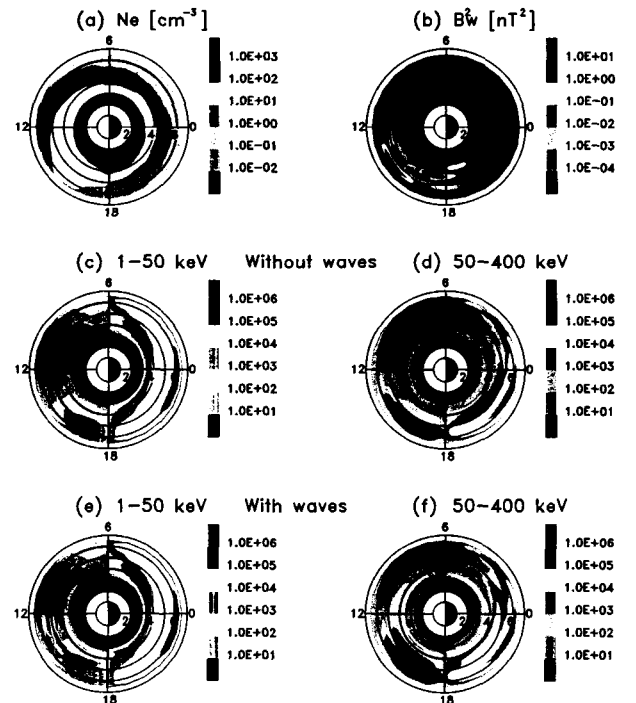 (a) Ne [cm⁻³]
(b) B²w [nT²]
6
12
0
2
4
6
18
1.0E+03
1.0E+02
1.0E+01
1.0E+00
1.0E-01
1.0E-02
6
12
0
2
18
1.0E+01
1.0E+00
1.0E-01
1.0E-02
1.0E-03
1.0E-04
(c) 1-50 keV
Without waves
(d) 50-400 keV
6
12
0
2
18
1.0E+06
1.0E+05
1.0E+04
1.0E+03
1.0E+02
1.0E+01
6
12
0
2
6
18
1.0E+06
1.0E+05
1.0E+04
1.0E+03
1.0E+02
1.0E+01
(e) 1-50 keV
With waves
(f) 50-400 keV
6
12
0
2
18
1.0E+06
1.0E+05
1.0E+04
1.0E+03
1.0E+02
1.0E+01
6
12
0
2
4
6
18
1.0E+06
1.0E+05
1.0E+04
1.0E+03
1.0E+02
1.0E+01